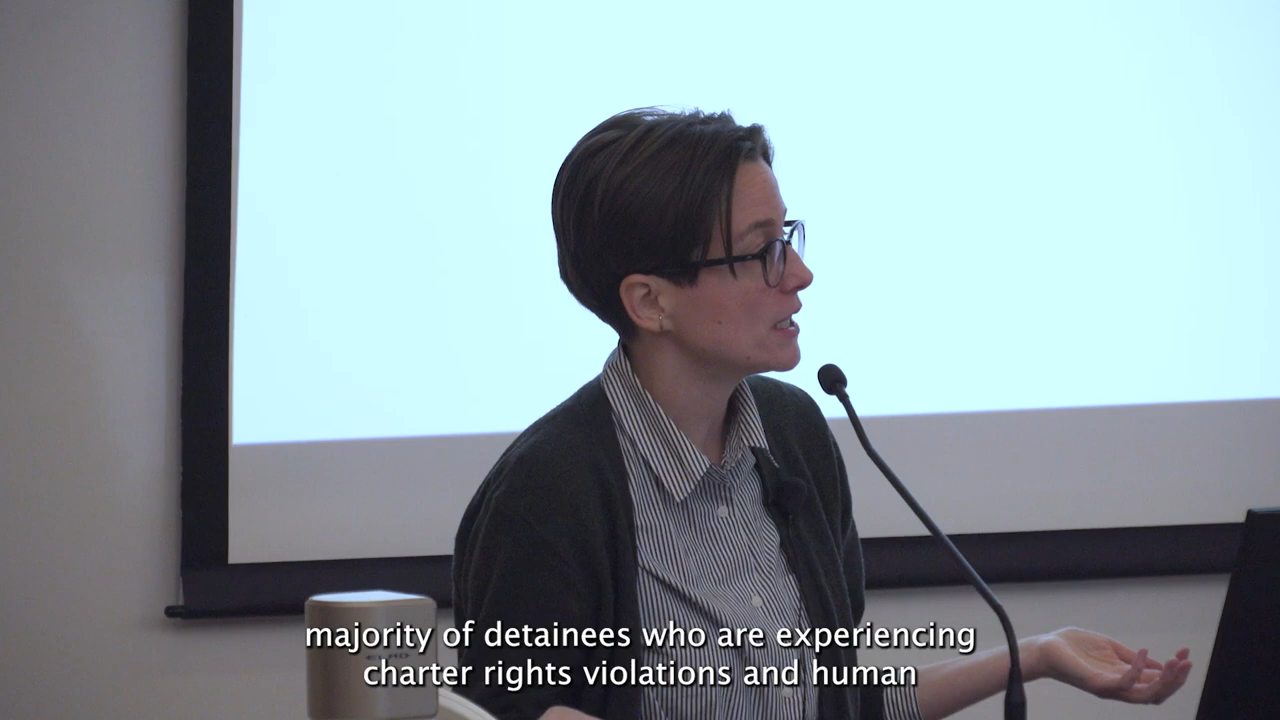 majority of detainees who are experiencing
charter rights violations and human